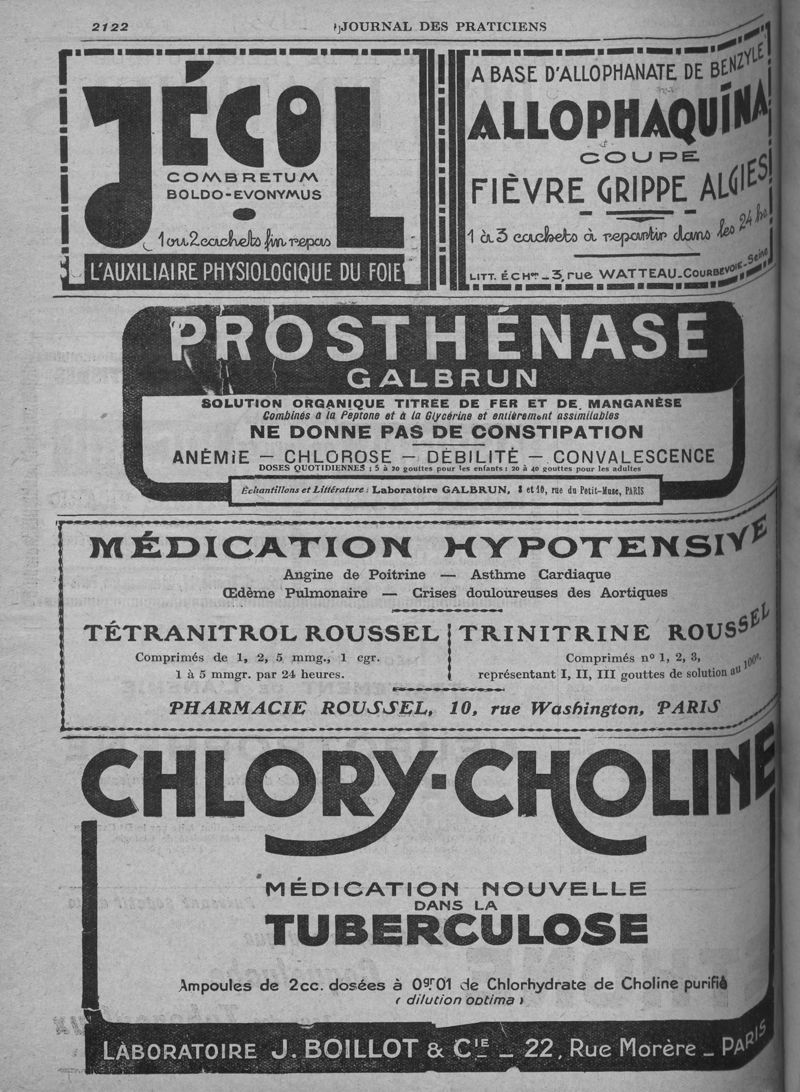 2122
JOURNAL DES PRATICIENS
JÉCOL
COMBRETUM
BOLDO-EVONYMUS
1 ou 2 cachets fin repas
L'AUXILIAIRE PHYSIOLOGIQUE DU FOIE
A BASE D'ALLOPHANATE DE BENZYLE
ALLOPHAQUÏNA
COUPE
FIÈVRE GRIPPE ALGIES
1 à 3 cachets à repartir dans les 24 h
LITT. ÉCHons _ 3, rue WATTEAU_COURBEVOIE-Seine
PROSTHÉNASE
GALBRUN
SOLUTION ORGANIQUE TITRÉE DE FER ET DE MANGANÈSE
Combinés à la Peptone et à la Glycérine et entièrement assimilables
NE DONNE PAS DE CONSTIPATION
ANÉMIE — CHLOROSE — DÉBILITÉ — CONVALESCENCE
DOSES QUOTIDIENNES : 5 à 20 gouttes pour les enfants ; 20 à 40 gouttes pour les adultes
Échantillons et Littérature : Laboratoire GALBRUN, 8 et 10, rue du Petit-Musc, PARIS
MÉDICATION HYPOTENSIVE
Angine de Poitrine — Asthme Cardiaque
Œdème Pulmonaire — Crises douloureuses des Aortiques
TÉTRANITROL ROUSSEL
Comprimés de 1, 2, 5 mmg., 1 cgr.
1 à 5 mmgr. par 24 heures.
TRINITRINE ROUSSEL
Comprimés nº 1, 2, 3,
représentant I, II, III gouttes de solution au 100e.
PHARMACIE ROUSSEL, 10, rue Washington, PARIS
CHLORY-CHOLINE
MÉDICATION NOUVELLE
DANS LA
TUBERCULOSE
Ampoules de 2cc. dosées à 0gr01 de Chlorhydrate de Choline purifié
( dilution optima )
LABORATOIRE J. BOILLOT & CIE _ 22, Rue Morère _ PARIS